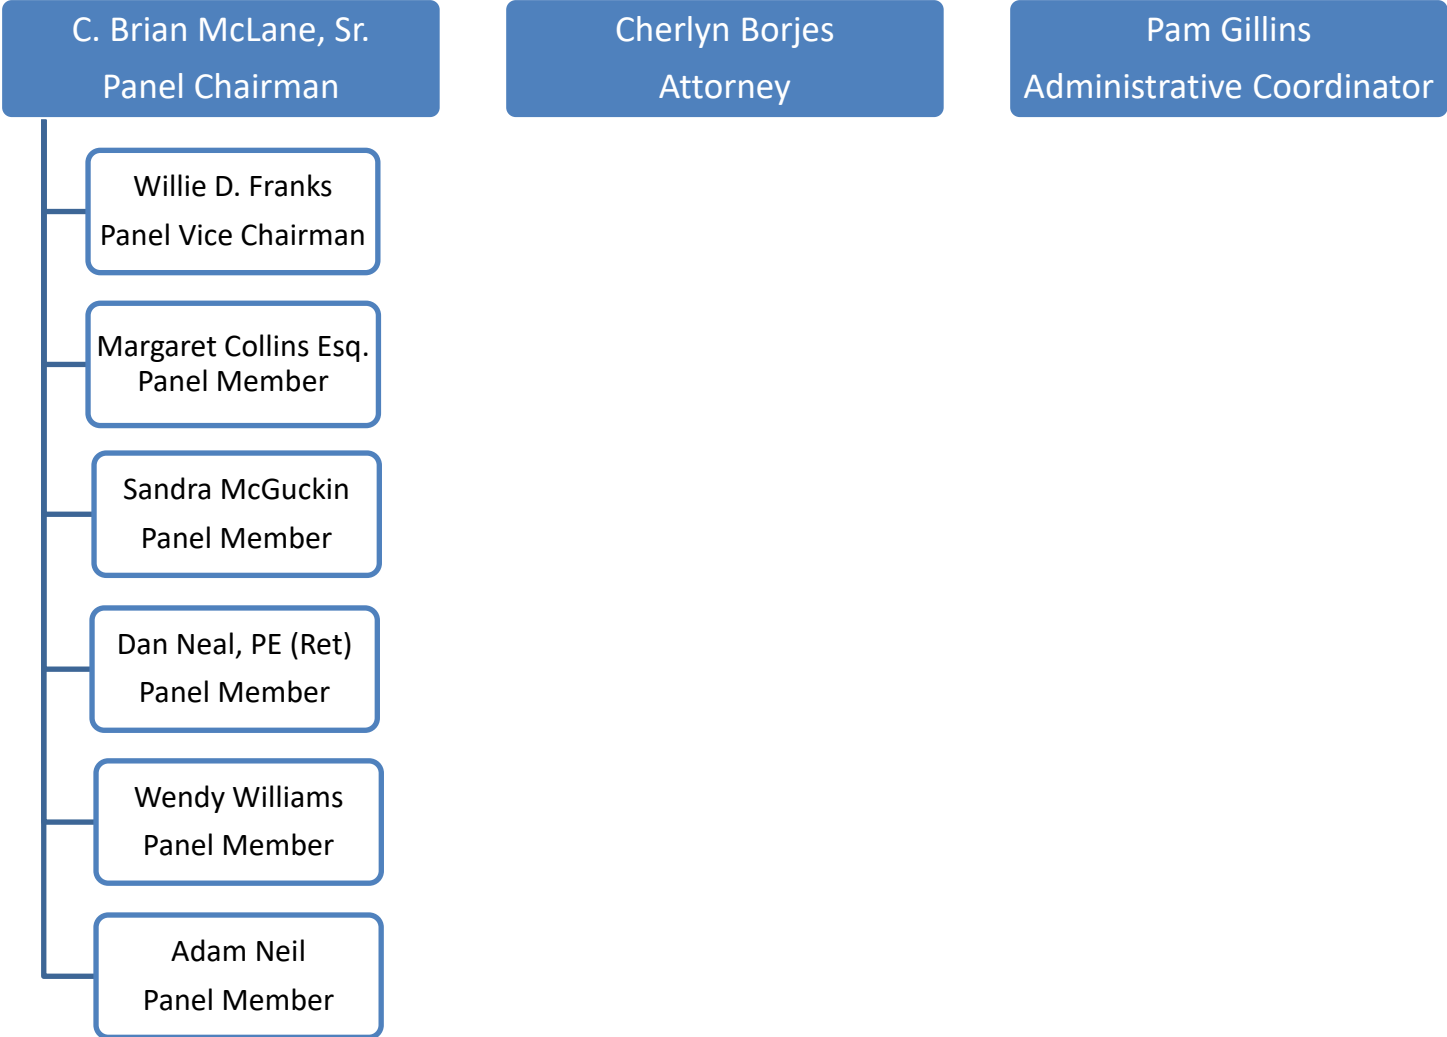 C. Brian McLane, Sr.
Panel Chairman
Cherlyn Borjes
Attorney
Pam Gillins
Administrative Coordinator
Willie D. Franks
Panel Vice Chairman
Margaret Collins Esq.
Panel Member
Sandra McGuckin
Panel Member
Dan Neal, PE (Ret)
Panel Member
Wendy Williams
Panel Member
Adam Neil
Panel Member